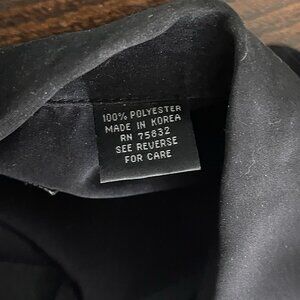 100% POLYESTER
MADE IN KOREA
RN 75832
SEE REVERSE
FOR CARE